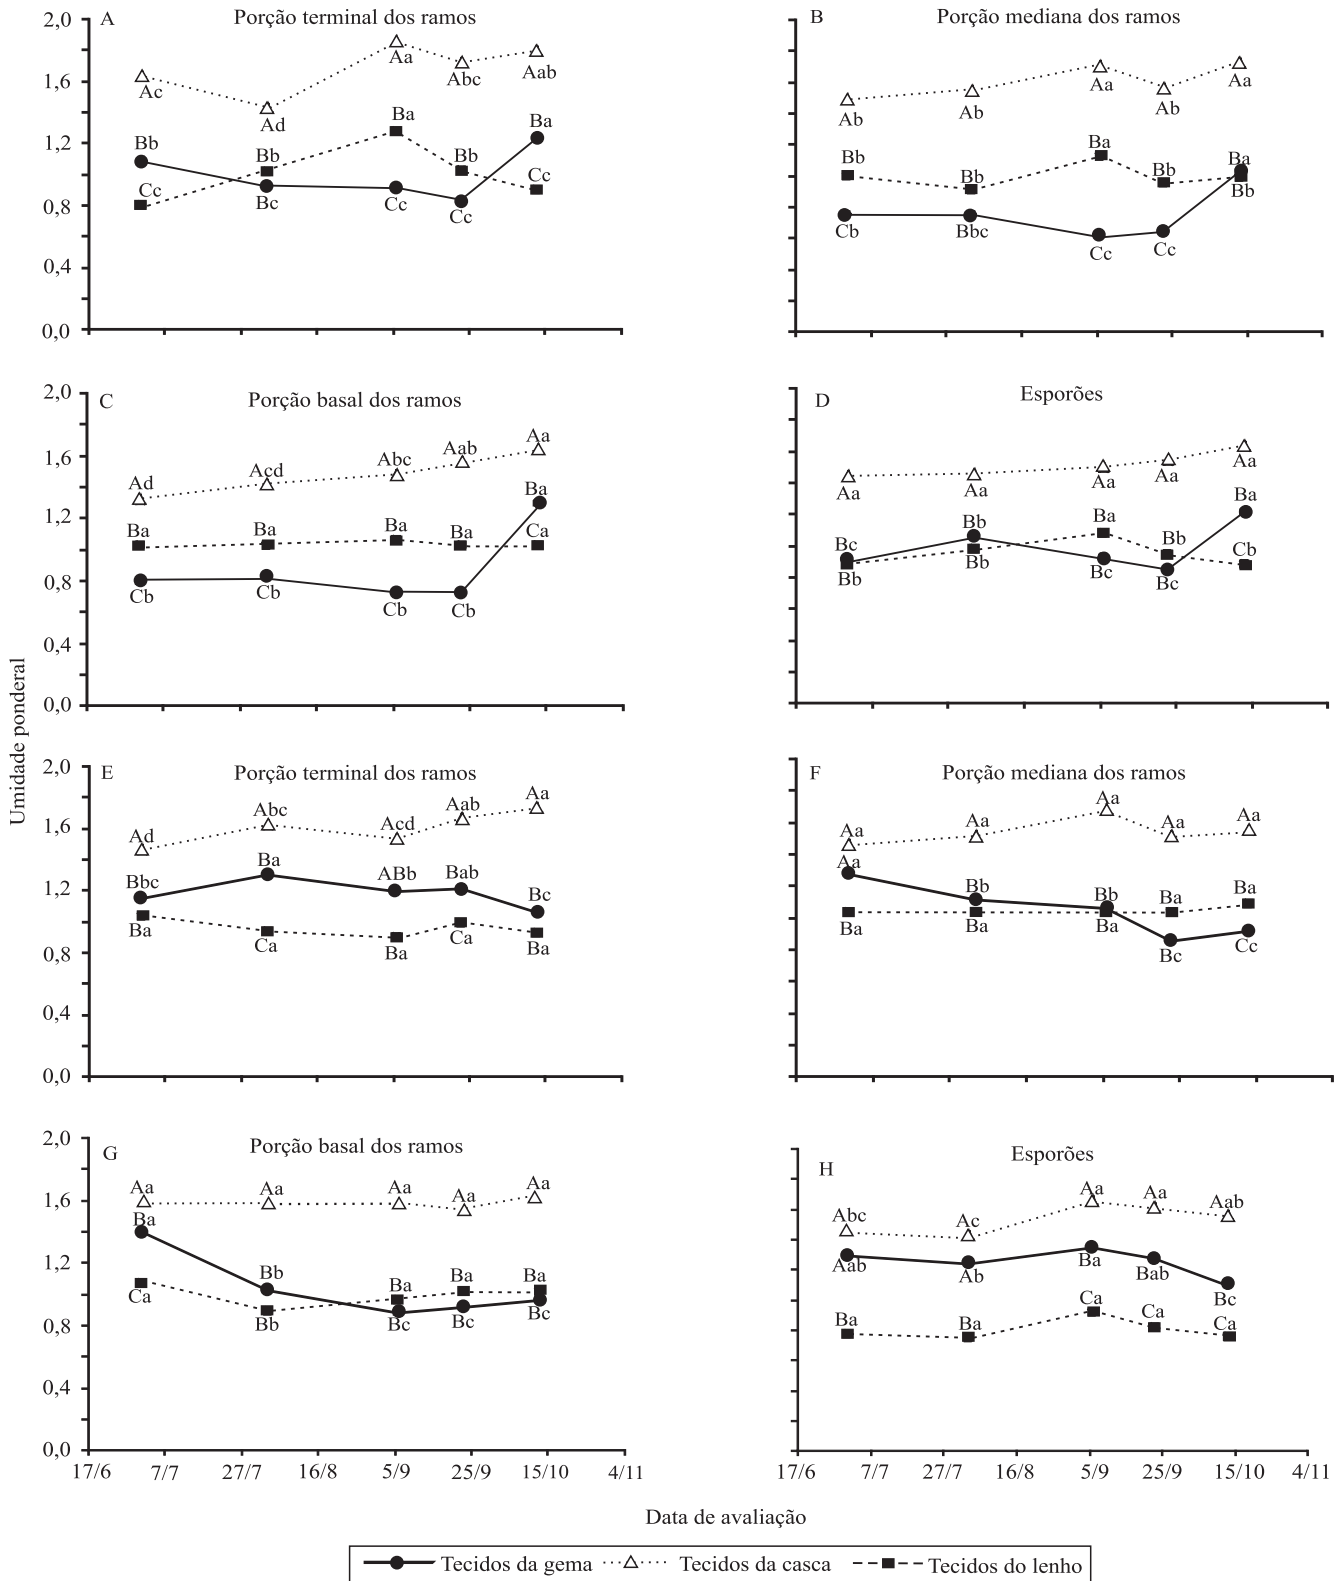 A
Porção terminal dos ramos
2,0
1,6
1,2
0,8
0,4
0,0
Ac
Ad
Aa
Abc
Aab
Bb
Bb
Ba
Bb
Ba
Cc
Bc
Cc
Cc
Cc
B
Porção mediana dos ramos
Ab
Ab
Aa
Ab
Aa
Bb
Bb
Ba
Bb
Ba
Bb
Cb
Bbc
Cc
Cc
C
Porção basal dos ramos
2,0
1,6
1,2
0,8
0,4
0,0
Ad
Acd
Abc
Aab
Aa
Ba
Ba
Ba
Ba
Ba
Ca
Cb
Cb
Cb
Cb
D
Esporões
Aa
Aa
Aa
Aa
Aa
Bc
Bb
Ba
Bb
Ba
Bb
Bb
Bc
Bc
Cb
Umidade ponderal
E
Porção terminal dos ramos
2,0
1,6
1,2
0,8
0,4
0,0
Ad
Abc
Acd
Aab
Aa
Bbc
Ba
ABb
Bab
Bc
Ba
Ca
Ba
Ca
Ba
F
Porção mediana dos ramos
Aa
Aa
Aa
Aa
Aa
Aa
Bb
Bb
Ba
Ba
Ba
Ba
Ba
Bc
Cc
G
Porção basal dos ramos
2,0
1,6
1,2
0,8
0,4
0,0
Aa
Aa
Aa
Aa
Aa
Ba
Bb
Ba
Ba
Ba
Ca
Bb
Bc
Bc
Bc
17/6 7/7 27/7 16/8 5/9 25/9 15/10 4/11
H
Esporões
Abc
Ac
Aa
Aa
Aab
Aab
Ab
Ba
Bab
Bc
Ba
Ba
Ca
Ca
Ca
17/6 7/7 27/7 16/8 5/9 25/9 15/10 4/11
Data de avaliação
Tecidos da gema Tecidos da casca Tecidos do lenho